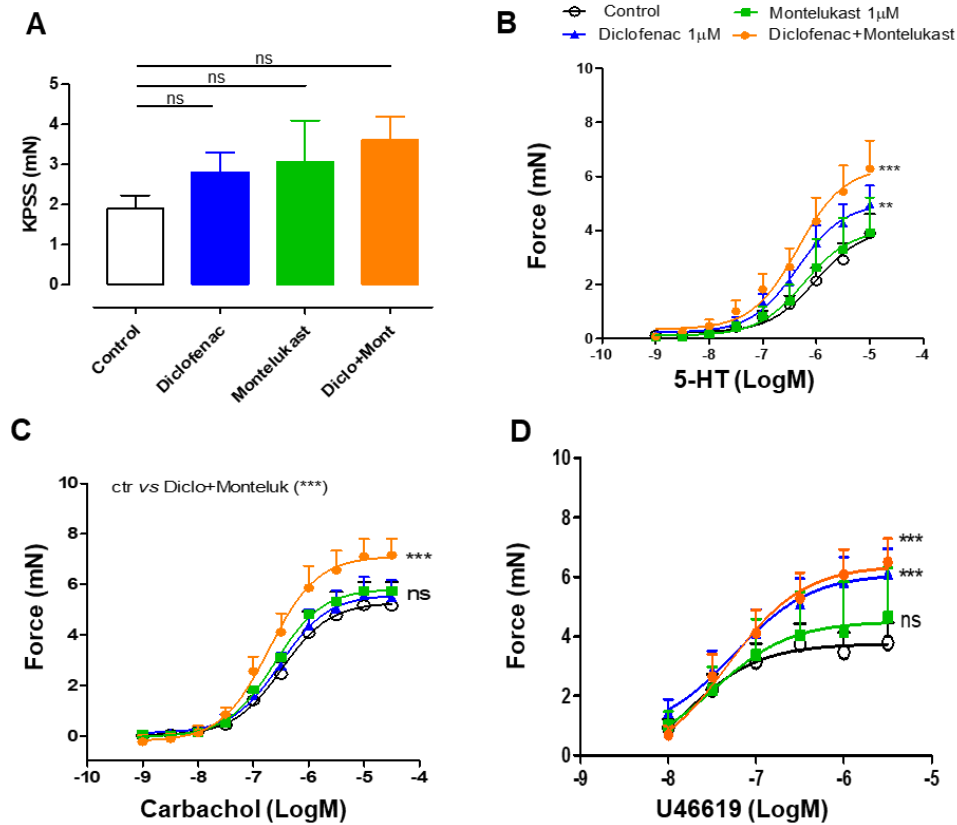 Control
Montelukast 1μM
Diclofenac 1μM
Diclofenac+Montelukast
A
ns
ns
ns
5
4
3
2
1
0
KPSS (mN)
Control
Diclofenac
Montelukast
Diclo+Mont
B
10
8
6
4
2
0
Force (mN)
***
**
-10 -9 -8 -7 -6 -5 -4
5-HT (LogM)
C
ctr vs Diclo+Monteluk (***)
10
8
6
4
2
0
Force (mN)
***
ns
-10 -9 -8 -7 -6 -5 -4
Carbachol (LogM)
D
10
8
6
4
2
0
Force (mN)
***
***
ns
-9 -8 -7 -6 -5
U46619 (LogM)